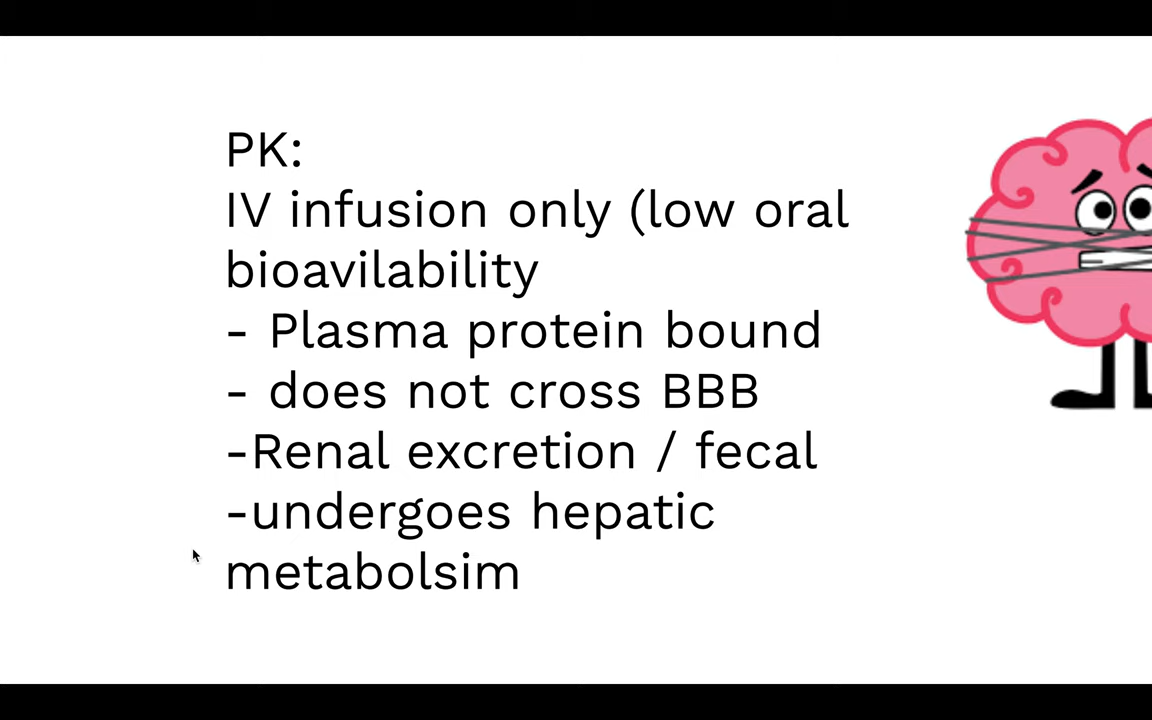 PK:
IV infusion only (low oral
bioavilability
- Plasma protein bound
- does not cross BBB
-Renal excretion / fecal
-undergoes hepatic
metabolsim